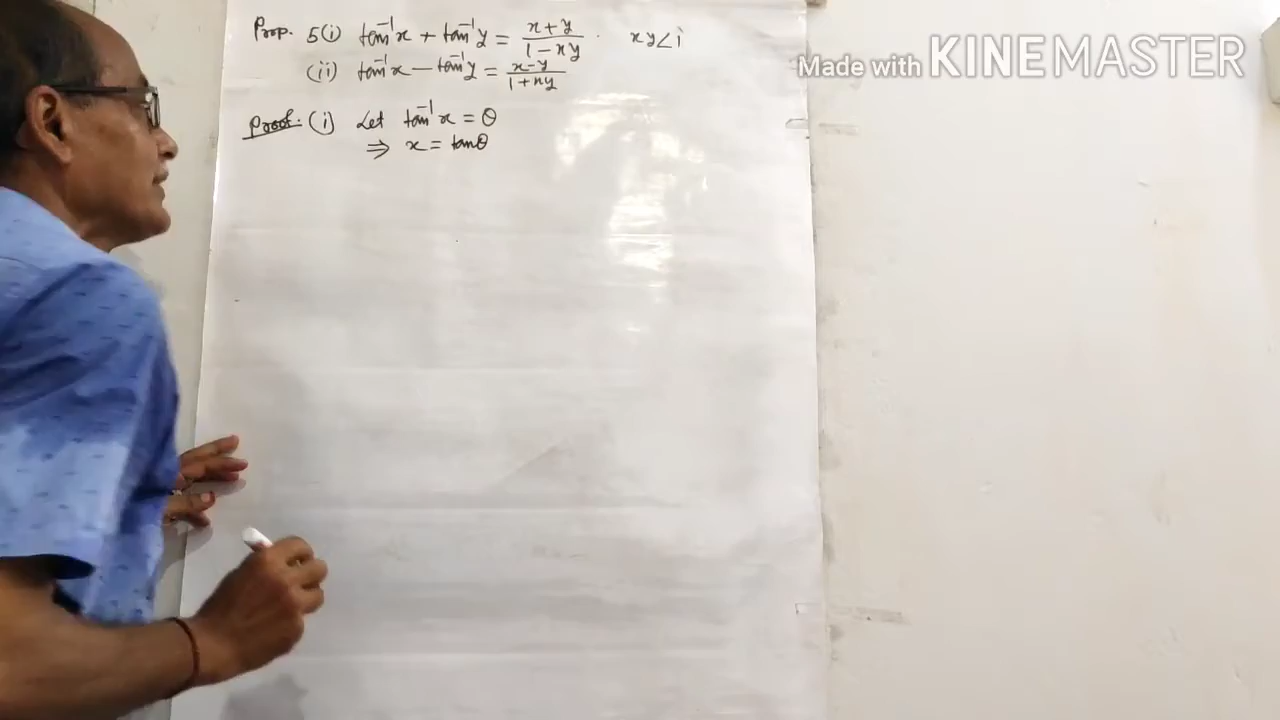 Prop. 5(i) tan⁻¹x + tan⁻¹y = (x+y)/(1-xy). xy<1
(ii) tan⁻¹x - tan⁻¹y = (x-y)/(1+xy)
Proof: (i) Let tan⁻¹x = θ
⇒ x = tanθ
Made with KINEMASTER